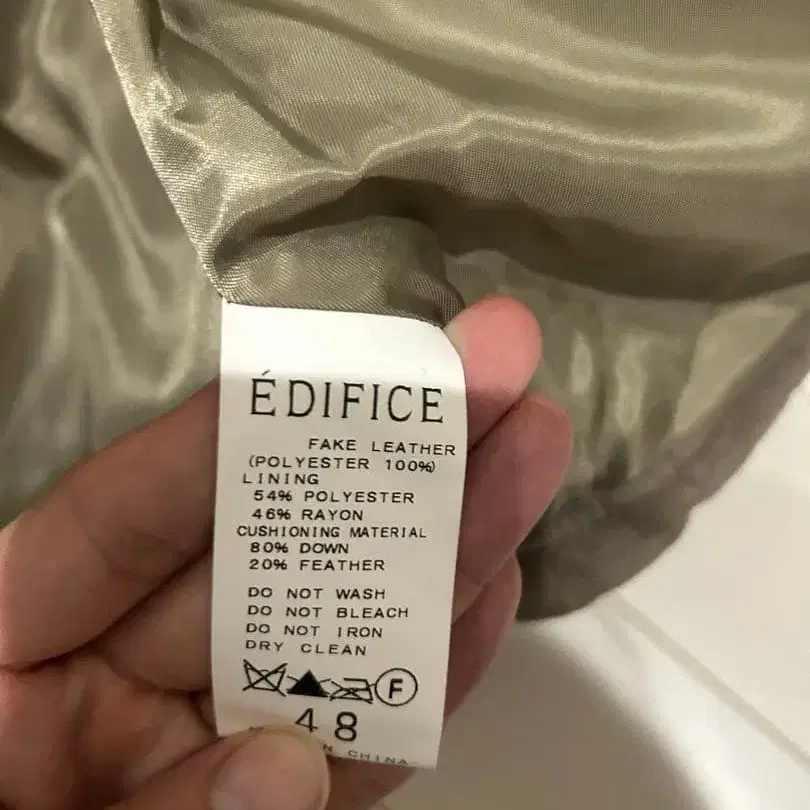 ÉDIFICE
FAKE LEATHER
(POLYESTER 100%)
LINING
54% POLYESTER
46% RAYON
CUSHIONING MATERIAL
80% DOWN
20% FEATHER
DO NOT WASH
DO NOT BLEACH
DO NOT IRON
DRY CLEAN
F
48
CHINA